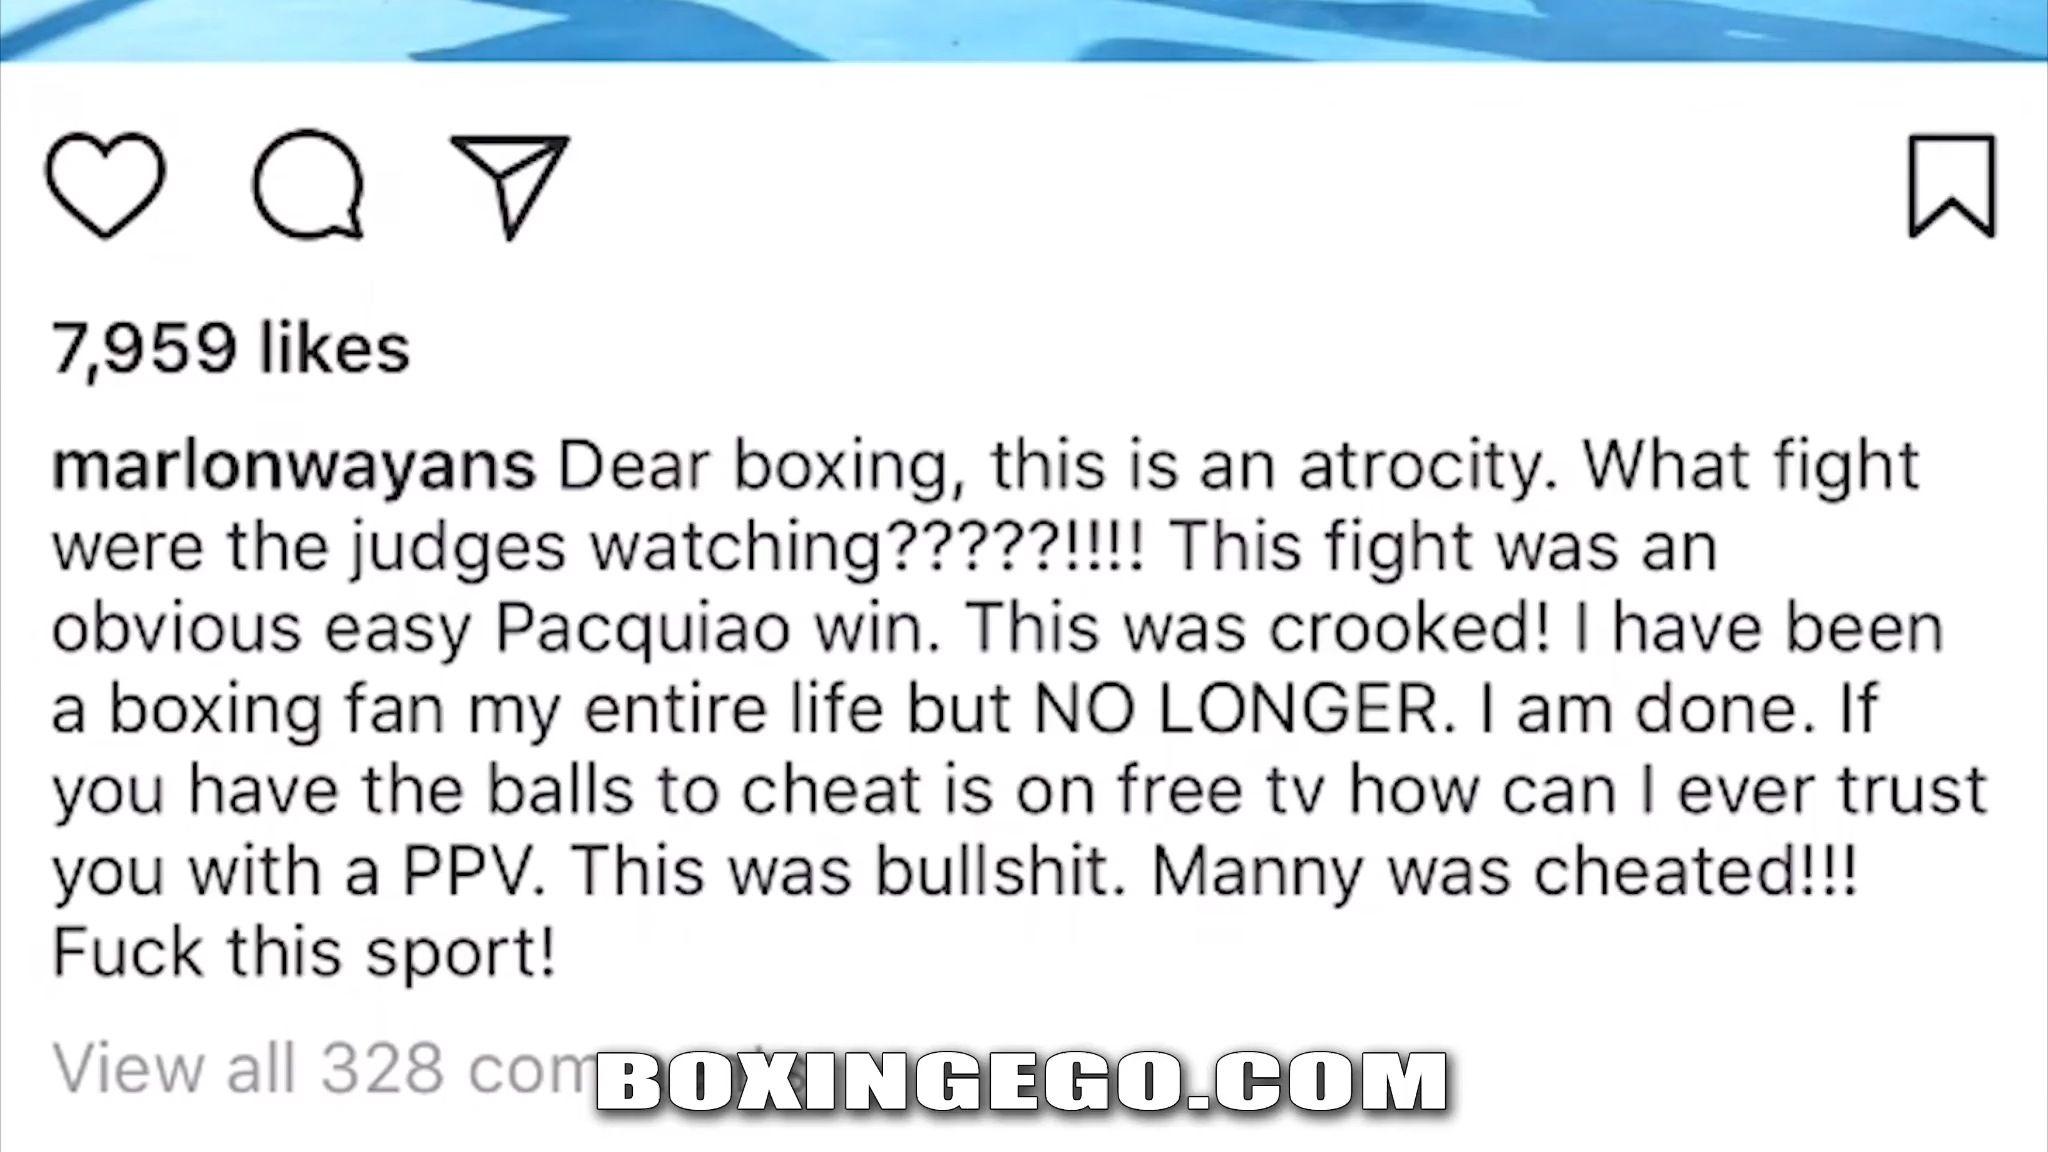 7,959 likes
marlonwayans Dear boxing, this is an atrocity. What fight
were the judges watching?????!!!! This fight was an
obvious easy Pacquiao win. This was crooked! I have been
a boxing fan my entire life but NO LONGER. I am done. If
you have the balls to cheat is on free tv how can I ever trust
you with a PPV. This was bullshit. Manny was cheated!!!
Fuck this sport!
View all 328
BOXINGEGO.COM